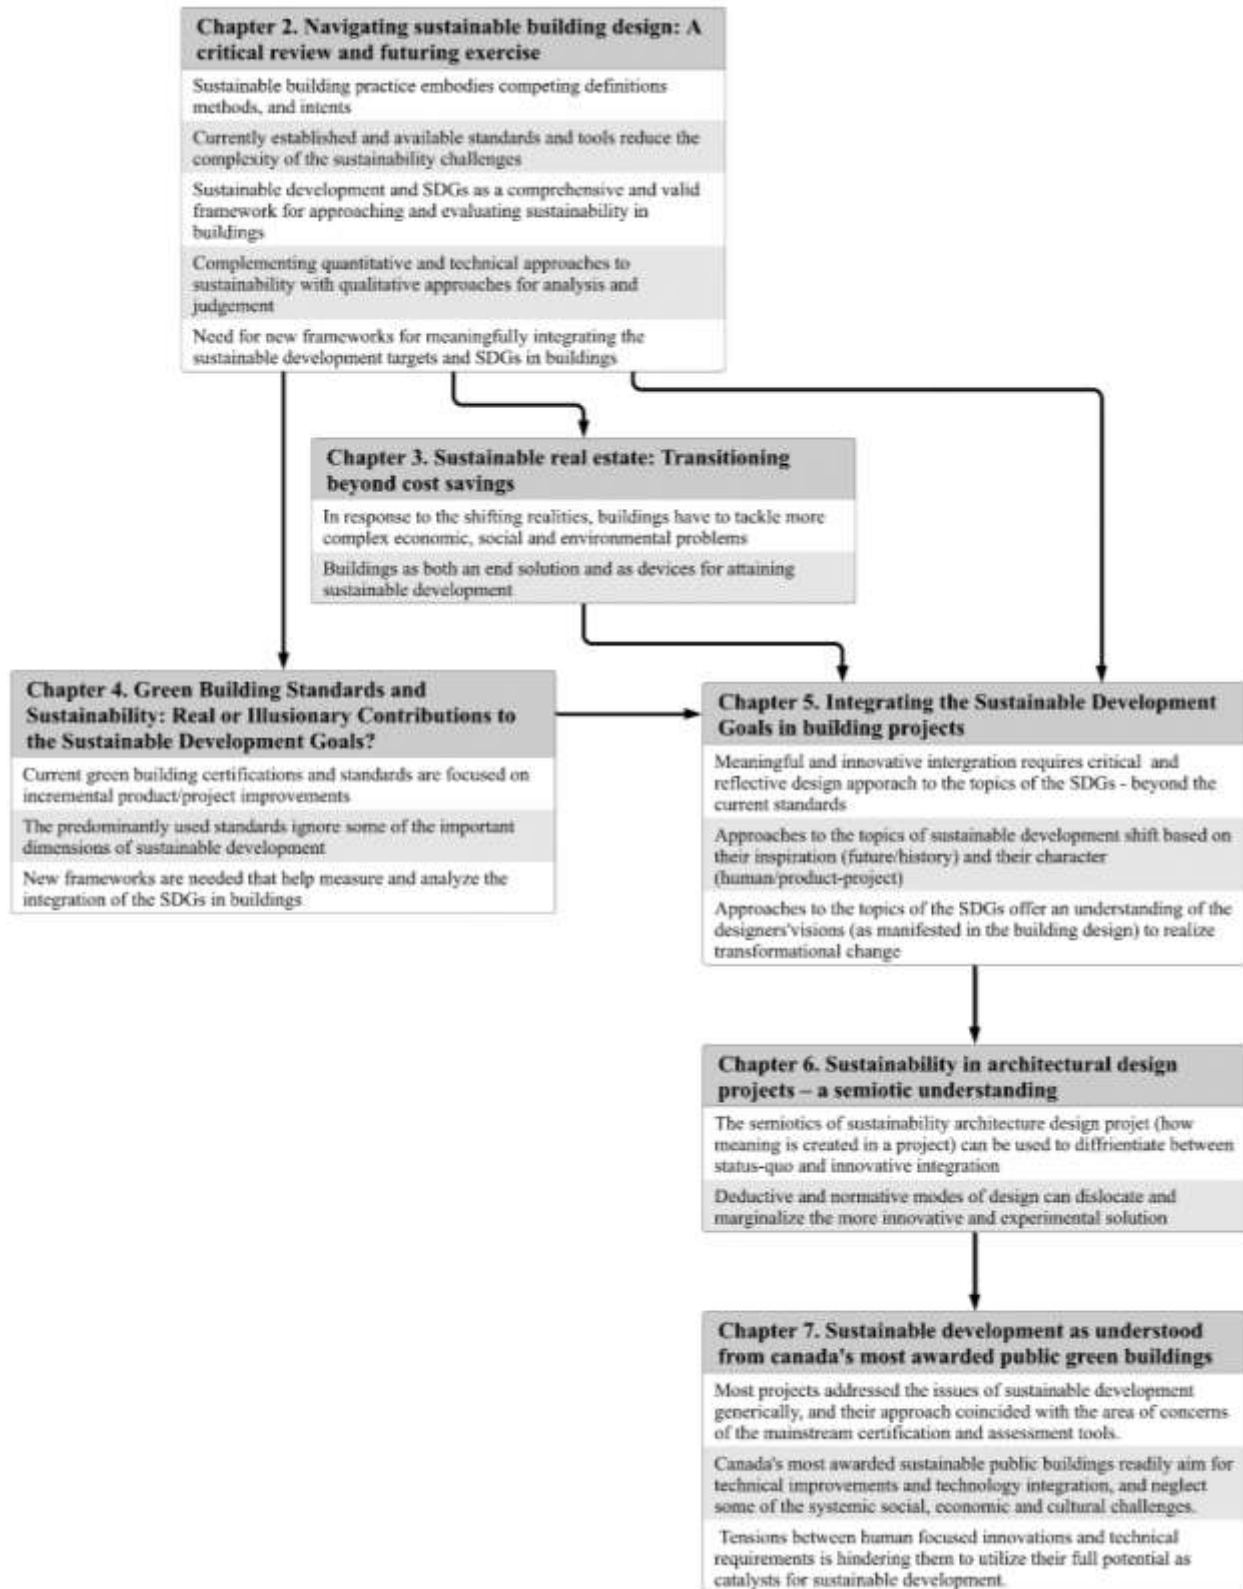 Chapter 2. Navigating sustainable building design: A
critical review and futuring exercise
Sustainable building practice embodies competing definitions
methods, and intents
Currently established and available standards and tools reduce the
complexity of the sustainability challenges
Sustainable development and SDGs as a comprehensive and valid
framework for approaching and evaluating sustainability in
buildings
Complementing quantitative and technical approaches to
sustainability with qualitative approaches for analysis and
judgement
Need for new frameworks for meaningfully integrating the
sustainable development targets and SDGs in buildings
Chapter 3. Sustainable real estate: Transitioning
beyond cost savings
In response to the shifting realities, buildings have to tackle more
complex economic, social and environmental problems
Buildings as both an end solution and as devices for attaining
sustainable development
Chapter 4. Green Building Standards and
Sustainability: Real or Illusionary Contributions to
the Sustainable Development Goals?
Current green building certifications and standards are focused on
incremental product/project improvements
The predominantly used standards ignore some of the important
dimensions of sustainable development
New frameworks are needed that help measure and analyze the
integration of the SDGs in buildings
Chapter 5. Integrating the Sustainable Development
Goals in building projects
Meaningful and innovative intergration requires critical and
reflective design apporach to the topics of the SDGs - beyond the
current standards
Approaches to the topics of sustainable development shift based on
their inspiration (future/history) and their character
(human/product-project)
Approaches to the topics of the SDGs offer an understanding of the
designers'visions (as manifested in the building design) to realize
transformational change
Chapter 6. Sustainability in architectural design
projects – a semiotic understanding
The semiotics of sustainability architecture design projet (how
meaning is created in a project) can be used to diffrientiate between
status-quo and innovative integration
Deductive and normative modes of design can dislocate and
marginalize the more innovative and experimental solution
Chapter 7. Sustainable development as understood
from canada's most awarded public green buildings
Most projects addressed the issues of sustainable development
generically, and their approach coincided with the area of concerns
of the mainstream certification and assessment tools.
Canada's most awarded sustainable public buildings readily aim for
technical improvements and technology integration, and neglect
some of the systemic social, economic and cultural challenges.
Tensions between human focused innovations and technical
requirements is hindering them to utilize their full potential as
catalysts for sustainable development.